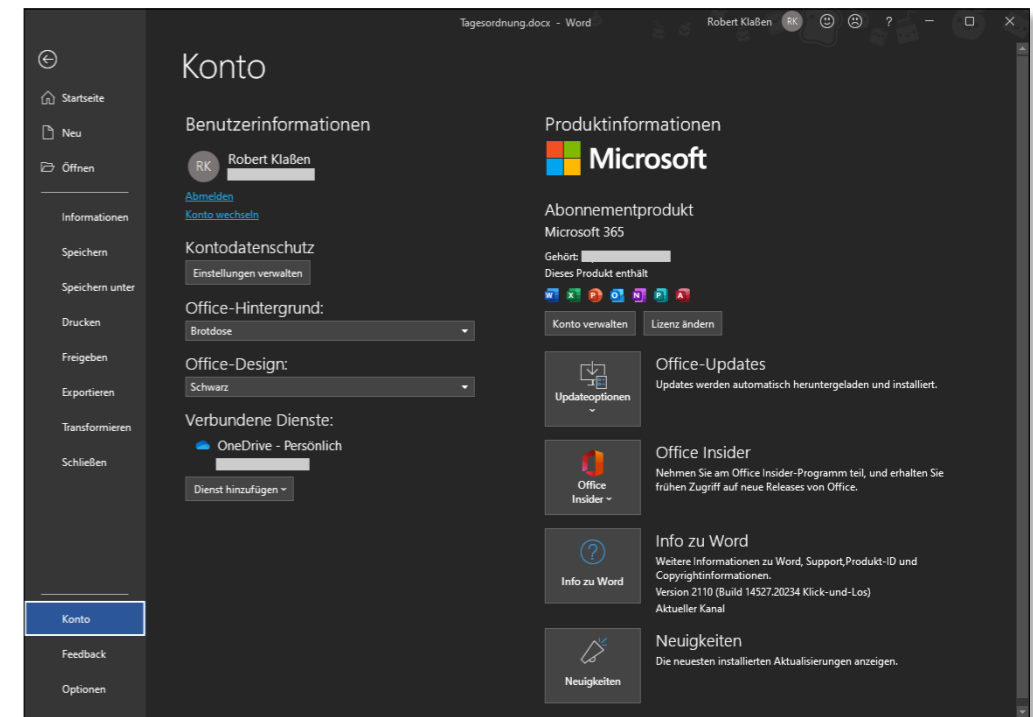 Tagesordnung.docx - Word
Robert Klaßen RK ?
Startseite
Neu
Öffnen
Informationen
Speichern
Speichern unter
Drucken
Freigeben
Exportieren
Transformieren
Schließen
Konto
Feedback
Optionen
Konto
Benutzerinformationen
RK Robert Klaßen
Abmelden
Konto wechseln
Kontodatenschutz
Einstellungen verwalten
Office-Hintergrund:
Brotdose
Office-Design:
Schwarz
Verbundene Dienste:
OneDrive - Persönlich
Dienst hinzufügen
Produktinformationen
Microsoft
Abonnementprodukt
Microsoft 365
Gehört:
Dieses Produkt enthält
Konto verwalten Lizenz ändern
Updateoptionen
Office-Updates
Updates werden automatisch heruntergeladen und installiert.
Office
Insider
Office Insider
Nehmen Sie am Office Insider-Programm teil, und erhalten Sie
frühen Zugriff auf neue Releases von Office.
Info zu Word
Info zu Word
Weitere Informationen zu Word, Support,Produkt-ID und
Copyrightinformationen.
Version 2110 (Build 14527.20234 Klick-und-Los)
Aktueller Kanal
Neuigkeiten
Neuigkeiten
Die neuesten installierten Aktualisierungen anzeigen.